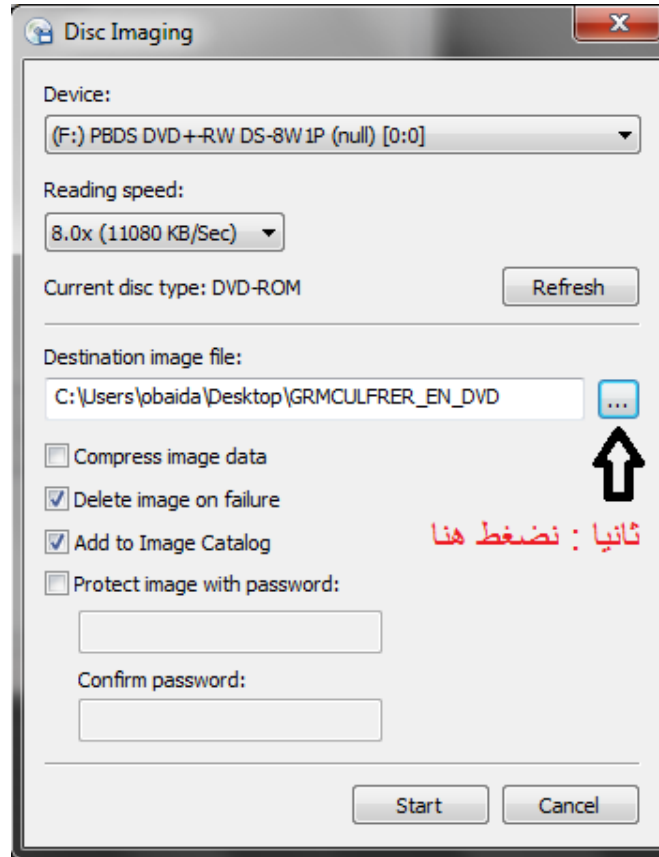 Disc Imaging
Device:
(F:) PBDS DVD+-RW DS-8W1P (null) [0:0]
Reading speed:
8.0x (11080 KB/Sec)
Current disc type: DVD-ROM
Refresh
Destination image file:
C:\Users\obaida\Desktop\GRMCULFRER_EN_DVD
...
Compress image data
Delete image on failure
Add to Image Catalog
ثانيا : نضغط هنا
Protect image with password:
Confirm password:
Start
Cancel